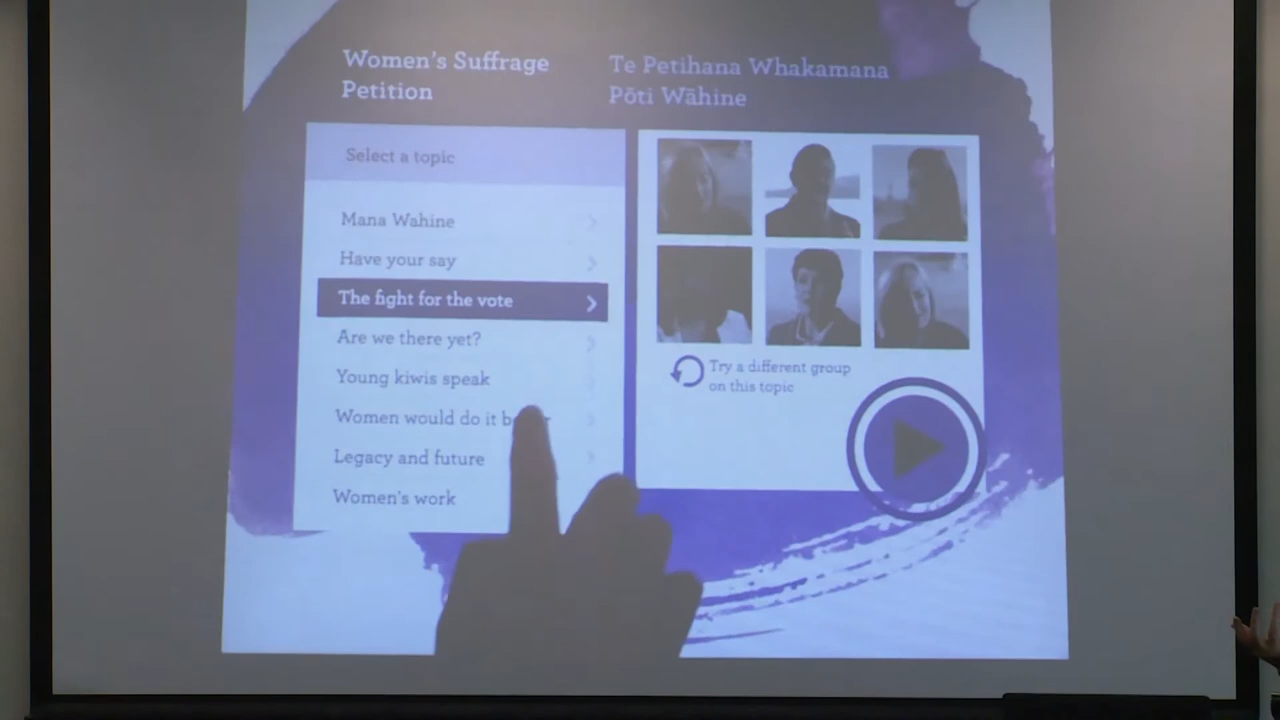 Women's Suffrage
Petition
Te Petihana Whakamana
Pōti Wāhine
Select a topic
Mana Wahine
Have your say
The fight for the vote
Are we there yet?
Young kiwis speak
Women would do it
Legacy and future
Women's work
Try a different group
on this topic